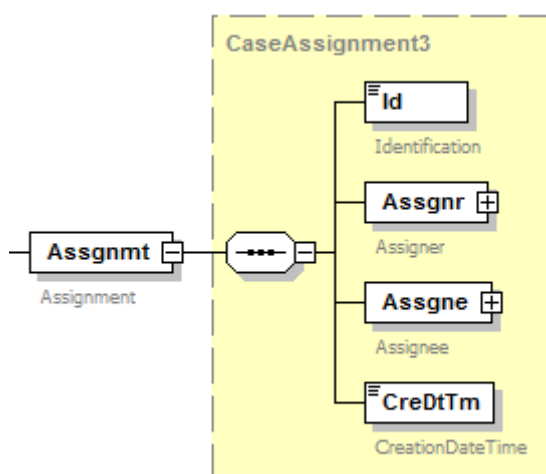 CaseAssignment3
Id
Identification
Assgnr
Assigner
Assgnmt
Assignment
Assgne
Assignee
CreDtTm
CreationDateTime